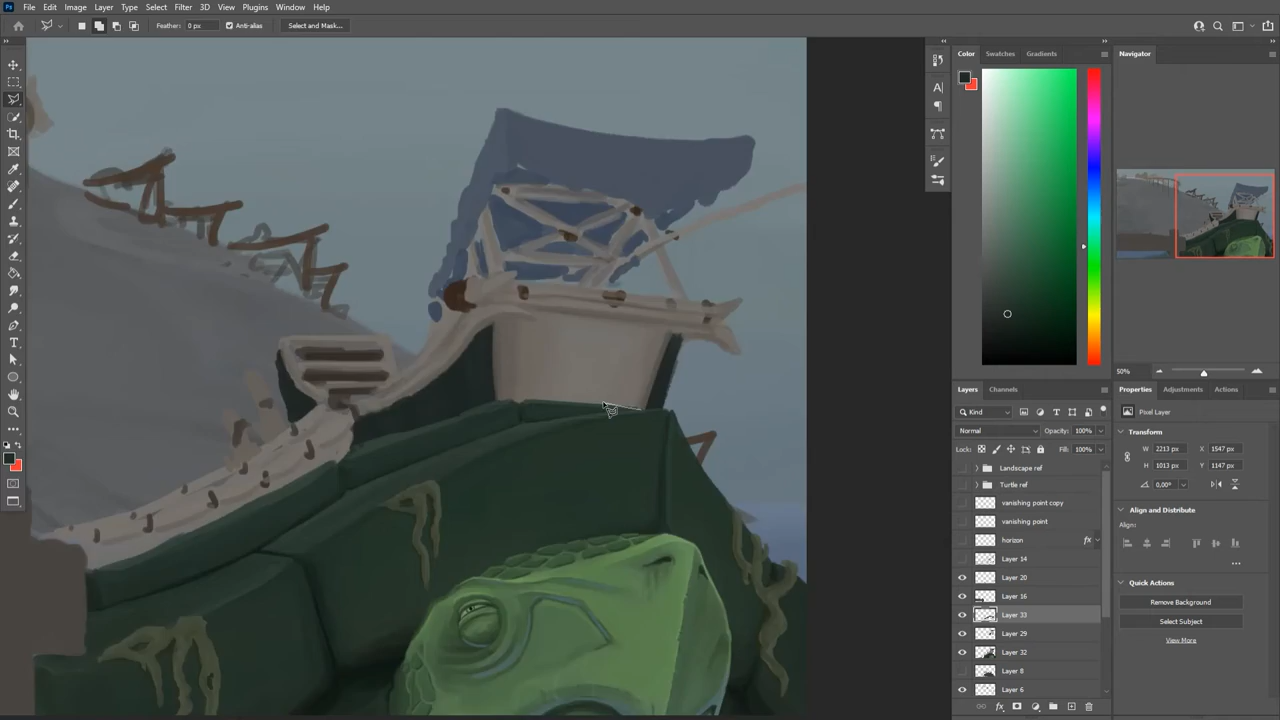 Ps File Edit Image Layer Type Select Filter 3D View Plugins Window Help
Feather: 0 px Anti-alias Select and Mask...
Color Swatches Gradients
Navigator
50%
Layers Channels
Kind
Normal Opacity: 100%
Lock: Fill: 100%
Landscape ref
Turtle ref
vanishing point copy
vanishing point
horizon fx
Layer 14
Layer 20
Layer 16
Layer 33
Layer 29
Layer 32
Layer 8
Layer 6
fx
Properties Adjustments Actions
Pixel Layer
Transform
W 2213 px X 1547 px
H 1013 px Y 1147 px
0,00°
Align and Distribute
Align:
Quick Actions
Remove Background
Select Subject
View More